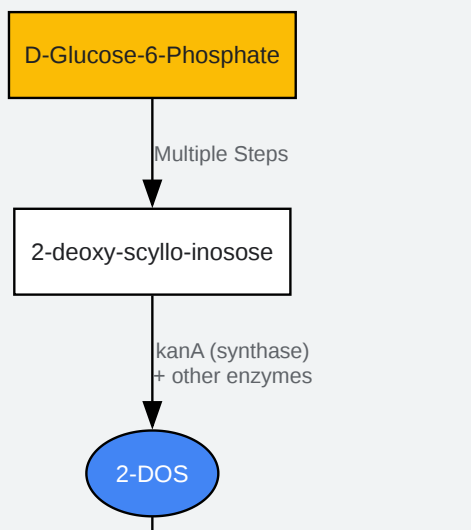 D-Glucose-6-Phosphate
Multiple Steps
2-deoxy-scyllo-inosose
kanA (synthase)
+ other enzymes
2-DOS